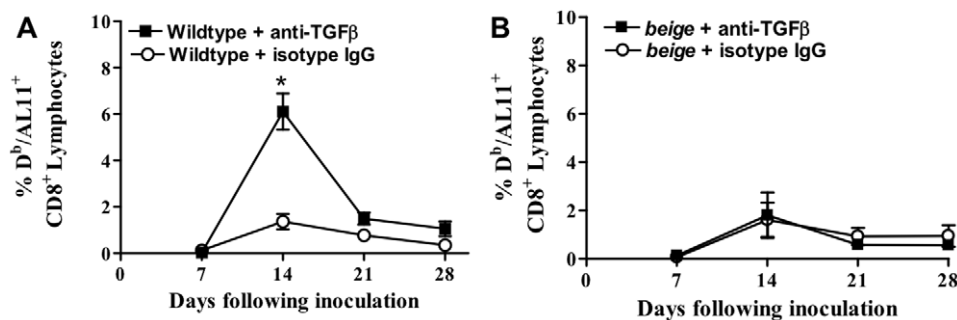 A
Wildtype + anti-TGFβ
Wildtype + isotype IgG
*
% Dᵇ/AL11⁺
CD8⁺ Lymphocytes
10
8
6
4
2
0
0 7 14 21 28
Days following inoculation
B
beige + anti-TGFβ
beige + isotype IgG
% Dᵇ/AL11⁺
CD8⁺ Lymphocytes
10
8
6
4
2
0
0 7 14 21 28
Days following inoculation